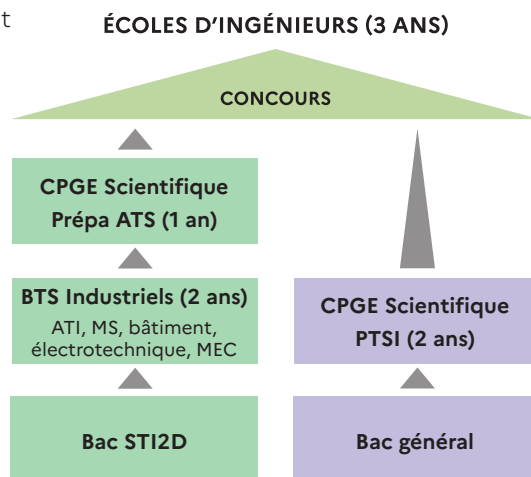 t
ÉCOLES D'INGÉNIEURS (3 ANS)
CONCOURS
CPGE Scientifique
Prépa ATS (1 an)
BTS Industriels (2 ans)
ATI, MS, bâtiment,
électrotechnique, MEC
Bac STI2D
CPGE Scientifique
PTSI (2 ans)
Bac général